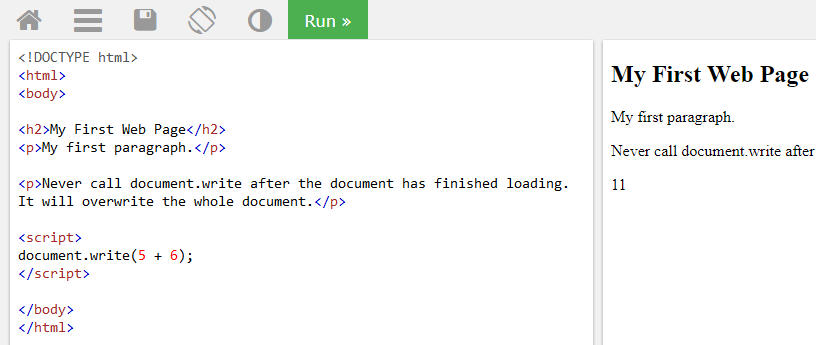 Run »
<!DOCTYPE html>
<html>
<body>
<h2>My First Web Page</h2>
<p>My first paragraph.</p>
<p>Never call document.write after the document has finished loading.
It will overwrite the whole document.</p>
<script>
document.write(5 + 6);
</script>
</body>
</html>
My First Web Page
My first paragraph.
Never call document.write after
11